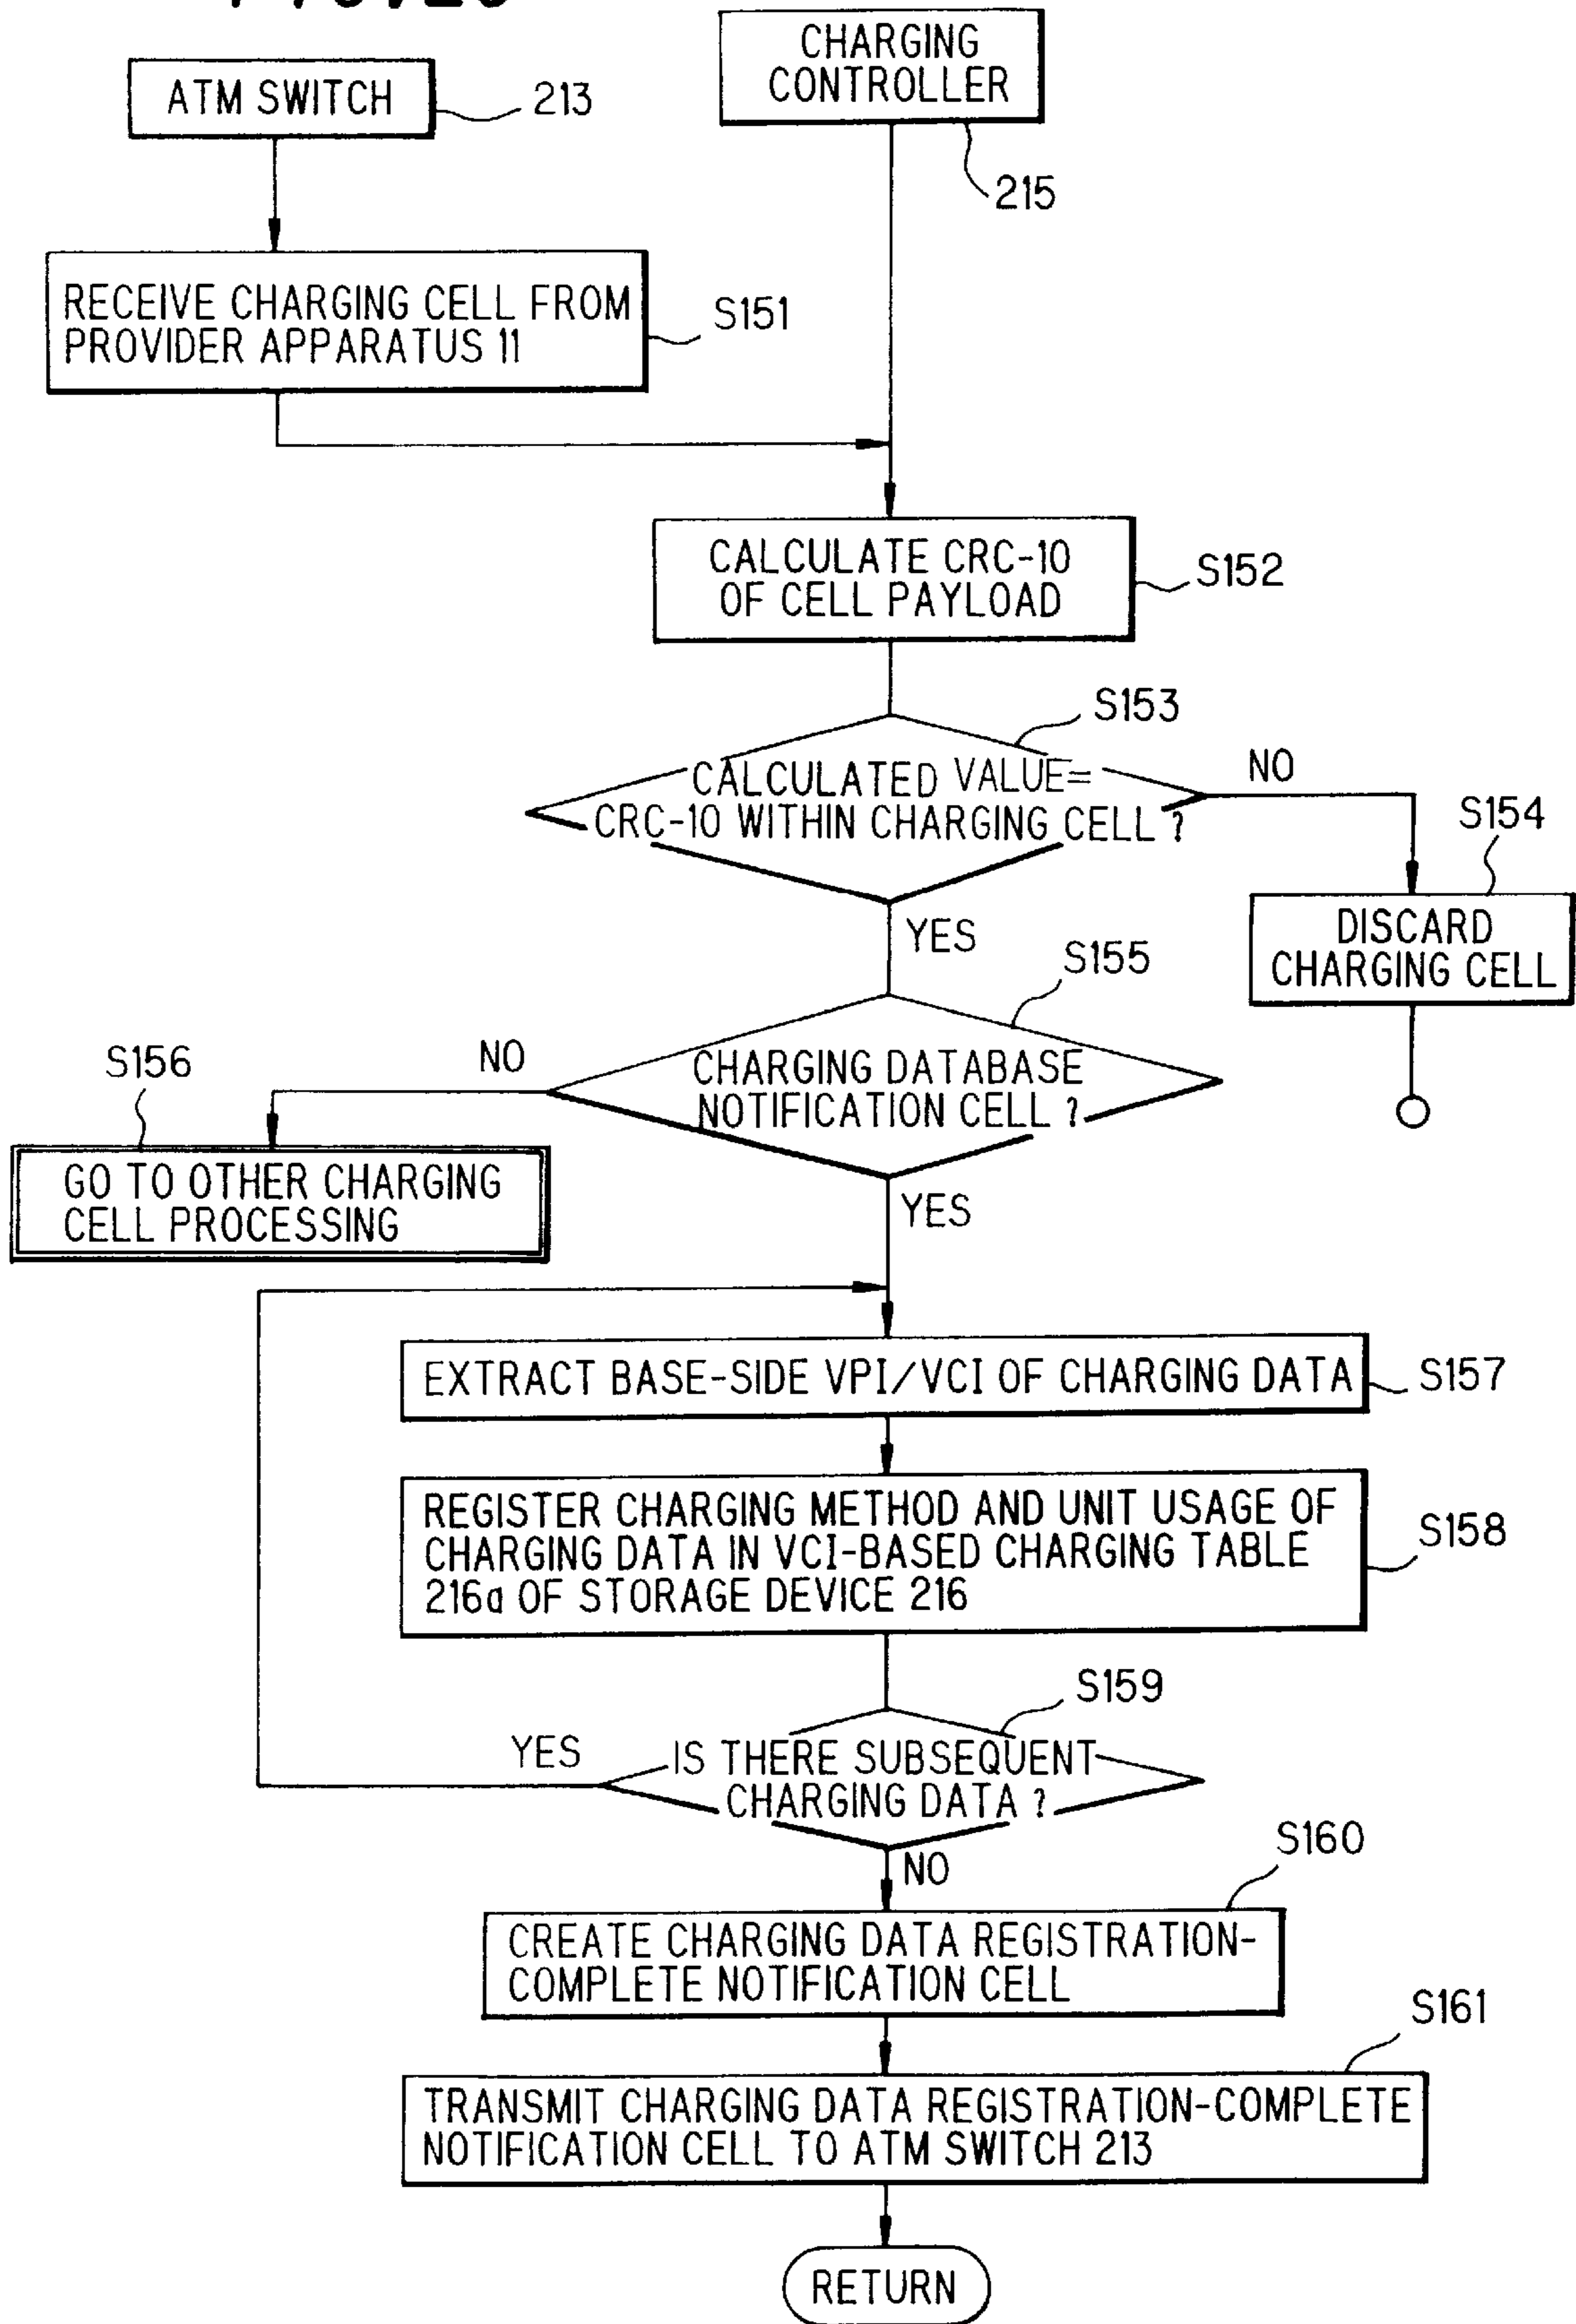 CHARGING
CONTROLLER
ATM SWITCH
213
215
RECEIVE CHARGING CELL FROM
PROVIDER APPARATUS 11
S151
CALCULATE CRC-10
OF CELL PAYLOAD
S152
S153
CALCULATED VALUE=
CRC-10 WITHIN CHARGING CELL ?
NO
S154
DISCARD
CHARGING CELL
YES
S155
CHARGING DATABASE
NOTIFICATION CELL ?
NO
S156
GO TO OTHER CHARGING
CELL PROCESSING
YES
EXTRACT BASE-SIDE VPI/VCI OF CHARGING DATA
S157
REGISTER CHARGING METHOD AND UNIT USAGE OF
CHARGING DATA IN VCI-BASED CHARGING TABLE
216a OF STORAGE DEVICE 216
S158
S159
YES
IS THERE SUBSEQUENT
CHARGING DATA ?
NO
S160
CREATE CHARGING DATA REGISTRATION-
COMPLETE NOTIFICATION CELL
S161
TRANSMIT CHARGING DATA REGISTRATION-COMPLETE
NOTIFICATION CELL TO ATM SWITCH 213
RETURN